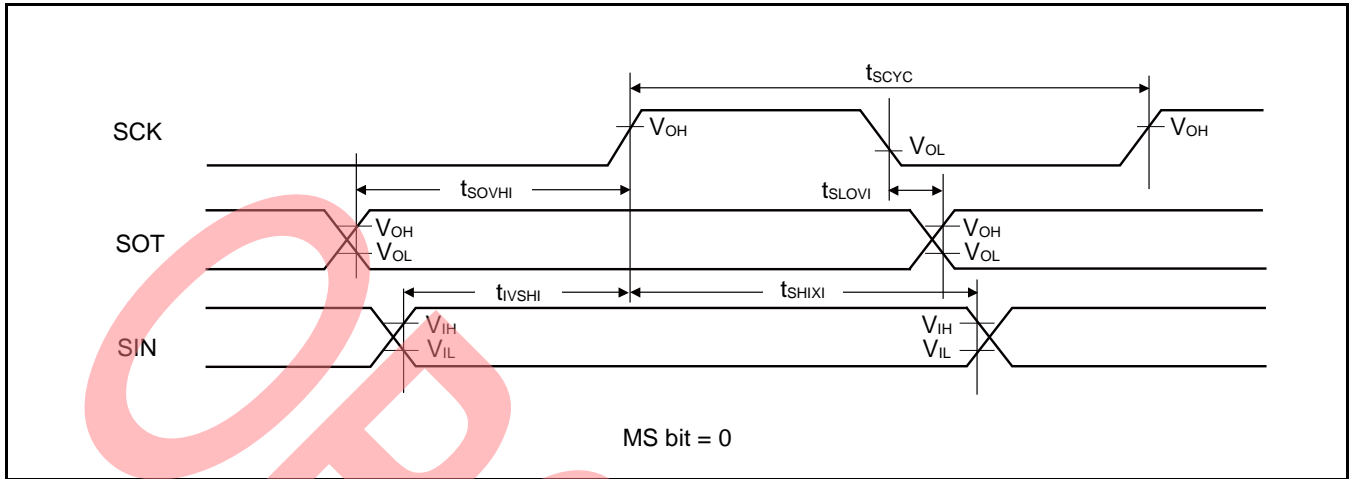 tSCYC
SCK
VOH
VOL
VOH
tSOVHI
tSLOVI
SOT
VOH
VOL
VOH
VOL
tIVSHI
tSHIXI
SIN
VIH
VIL
VIH
VIL
MS bit = 0